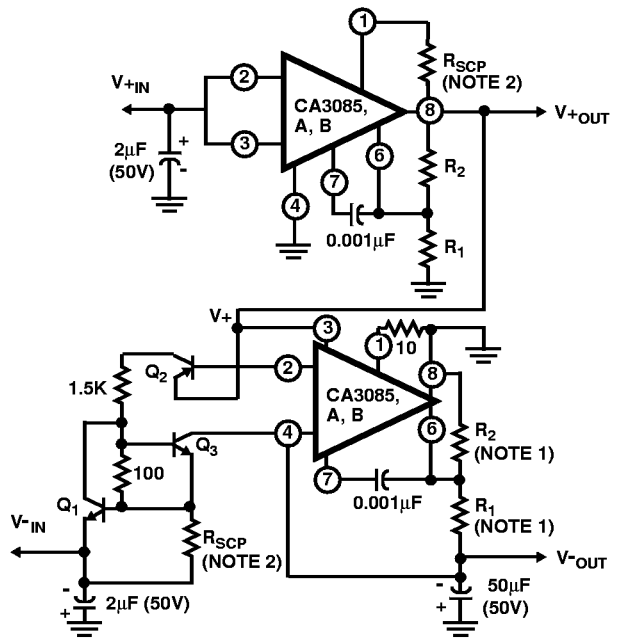 1
RSCP
(NOTE 2)
V+IN
2
CA3085,
A, B
8
V+OUT
3
2μF
(50V)
+
-
6
R2
7
4
0.001μF
R1
V+
3
1
10
Q2
2
8
1.5K
CA3085,
A, B
4
6
R2
(NOTE 1)
Q3
100
7
0.001μF
R1
(NOTE 1)
Q1
V-IN
RSCP
(NOTE 2)
V-OUT
-
+
2μF (50V)
-
+
50μF
(50V)